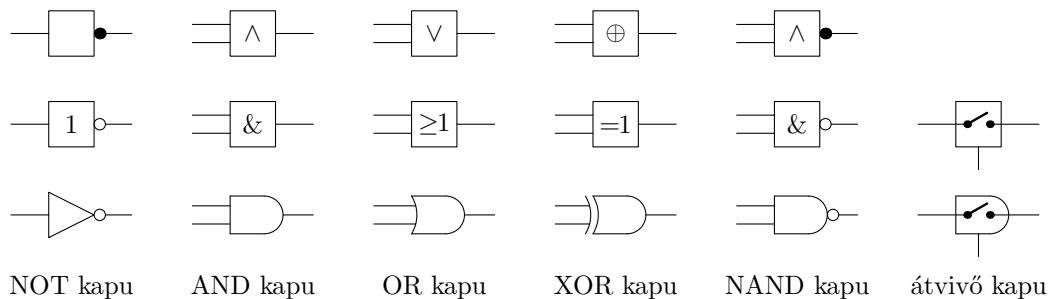 ∧ ∨ ⊕ ∧
1 & ≥1 =1 &
NOT kapu AND kapu OR kapu XOR kapu NAND kapu átvivő kapu